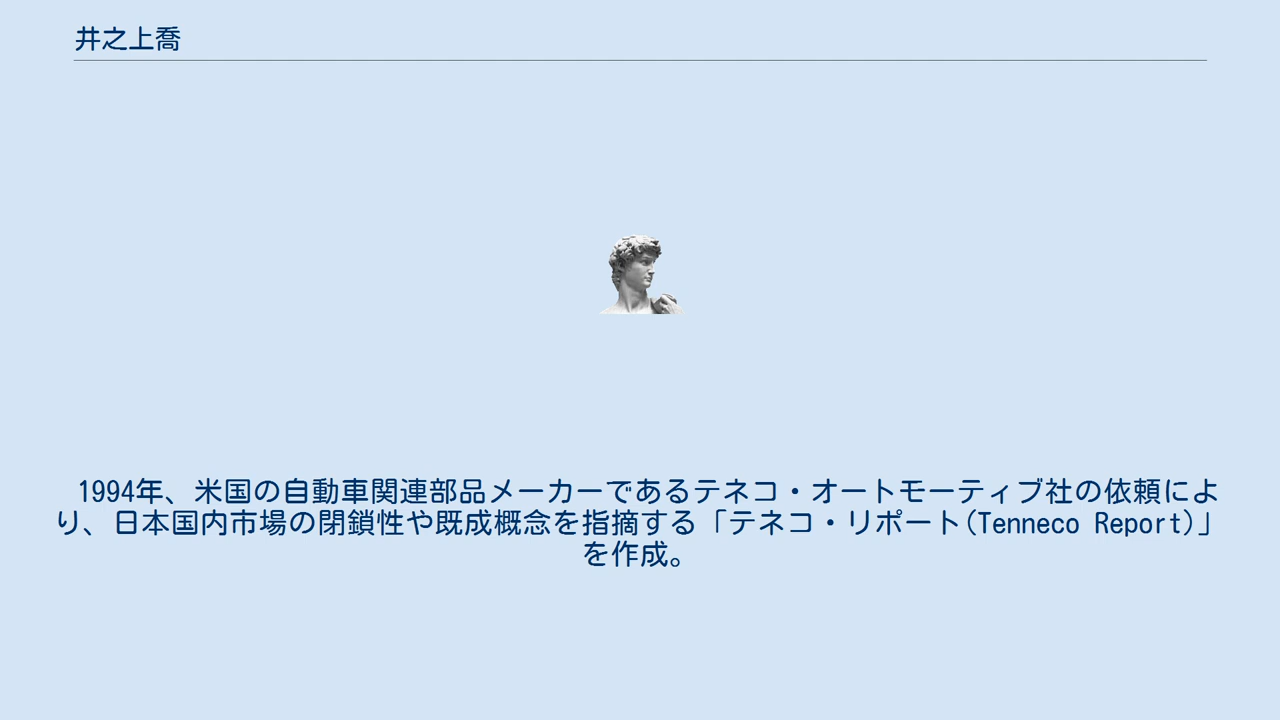 井之上喬
1994年、米国の自動車関連部品メーカーであるテネコ・オートモーティブ社の依頼によ
り、日本国内市場の閉鎖性や既成概念を指摘する「テネコ・リポート(Tenneco Report)」
を作成。